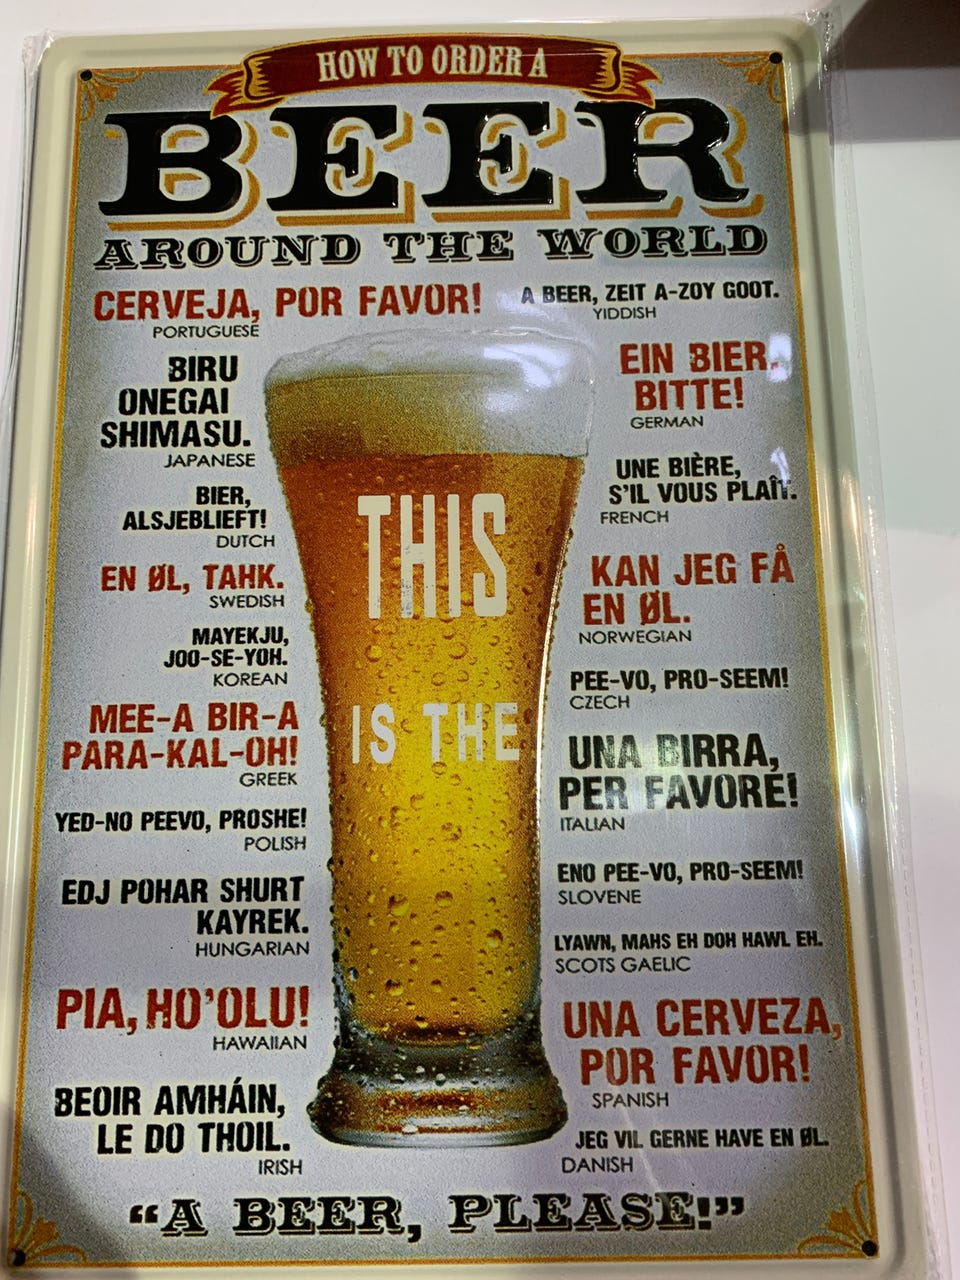 HOW TO ORDER A
BEER
AROUND THE WORLD
CERVEJA, POR FAVOR!
PORTUGUESE
BIRU
ONEGAI
SHIMASU.
JAPANESE
BIER,
ALSJEBLIEFT!
DUTCH
EN ØL, TAHK.
SWEDISH
MAYEKJU,
JOO-SE-YOH.
KOREAN
MEE-A BIR-A
PARA-KAL-OH!
GREEK
YED-NO PEEVO, PROSHE!
POLISH
EDJ POHAR SHURT
KAYREK.
HUNGARIAN
PIA, HO'OLU!
HAWAIIAN
BEOIR AMHÁIN,
LE DO THOIL.
IRISH
THIS
IS THE
A BEER, ZEIT A-ZOY GOOT.
YIDDISH
EIN BIER,
BITTE!
GERMAN
UNE BIÈRE,
S'IL VOUS PLAÎT.
FRENCH
KAN JEG FÅ
EN ØL.
NORWEGIAN
PEE-VO, PRO-SEEM!
CZECH
UNA BIRRA,
PER FAVORE!
ITALIAN
ENO PEE-VO, PRO-SEEM!
SLOVENE
LYAWN, MAHS EH DOH HAWL EH.
SCOTS GAELIC
UNA CERVEZA,
POR FAVOR!
SPANISH
JEG VIL GERNE HAVE EN ØL.
DANISH
“A BEER, PLEASE!”